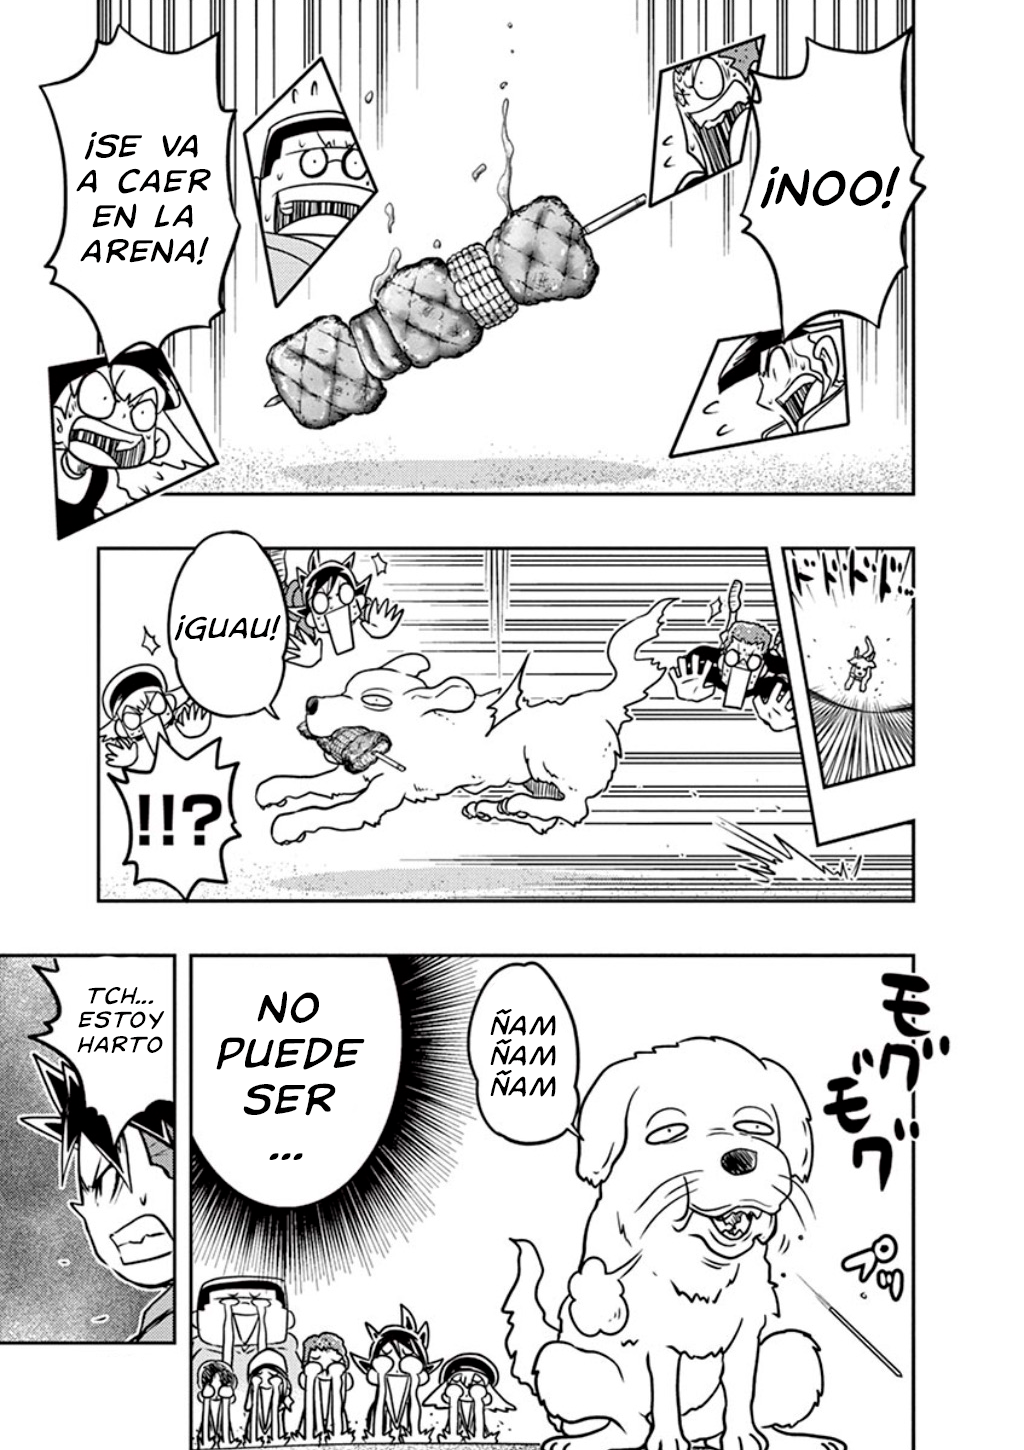 ¡NOO!
¡SE VA
A CAER
EN LA
ARENA!
ドドドドドッ
¡GUAU!
!!?
モグ
モグ
ÑAM
ÑAM
ÑAM
ペッ
NO
PUEDE
SER
...
TCH...
ESTOY
HARTO